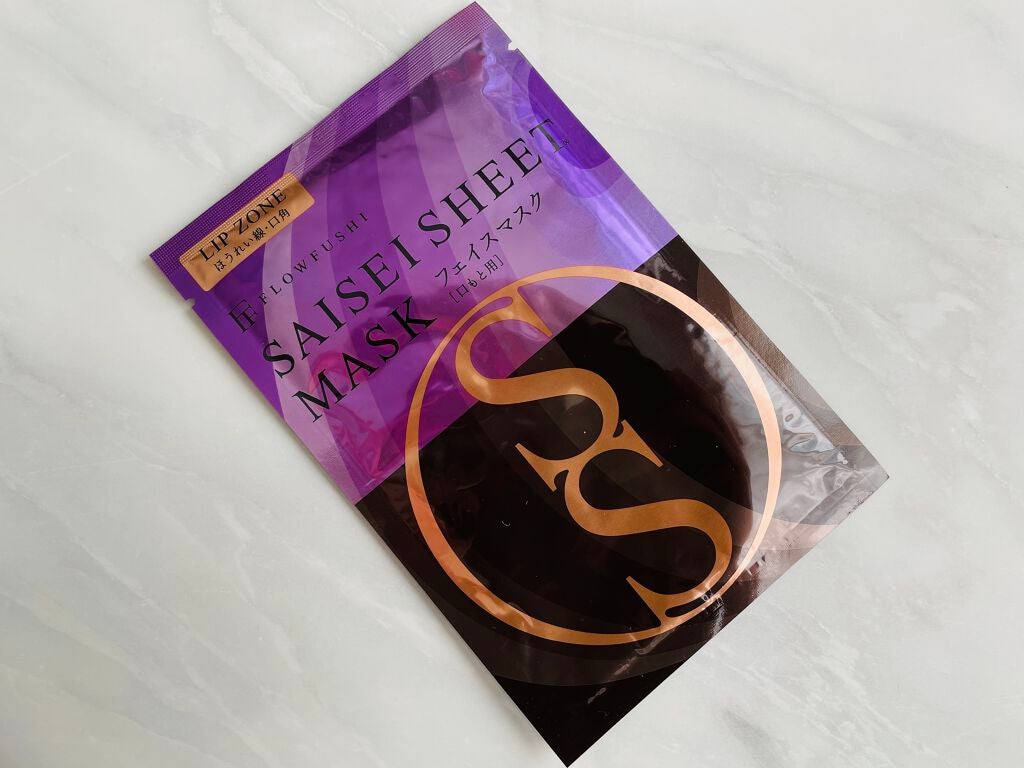 LIP ZONE
ほうれい線・口角
FF FLOWFUSHI
SAISEI SHEET
MASK フェイスマスク
[口もと用]
SS